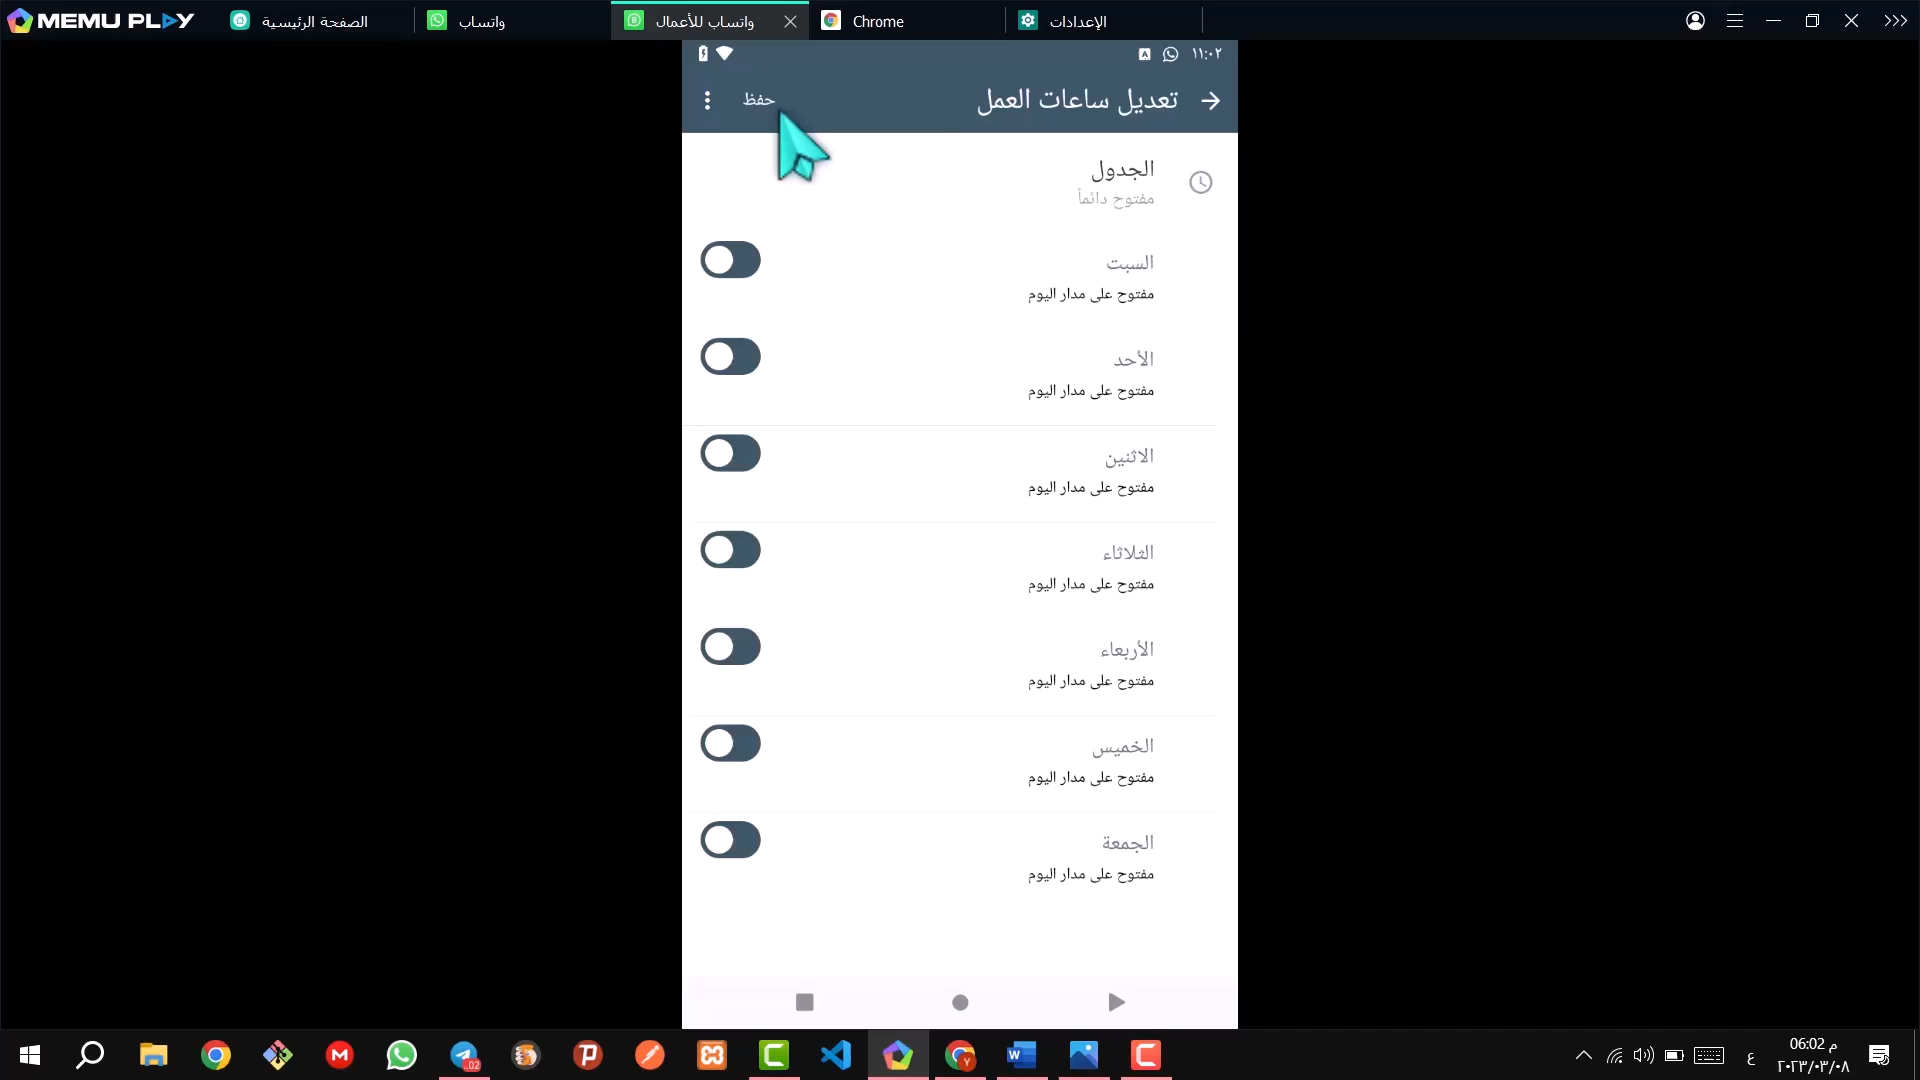 MEMU PLAY
الصفحة الرئيسية
واتساب
واتساب للأعمال
Chrome
الإعدادات
١١:٠٢
تعديل ساعات العمل
حفظ
الجدول
مفتوح دائماً
السبت
مفتوح على مدار اليوم
الأحد
مفتوح على مدار اليوم
الاثنين
مفتوح على مدار اليوم
الثلاثاء
مفتوح على مدار اليوم
الأربعاء
مفتوح على مدار اليوم
الخميس
مفتوح على مدار اليوم
الجمعة
مفتوح على مدار اليوم
ع
06:02 م
٢٠٢٣/٠٣/٠٨